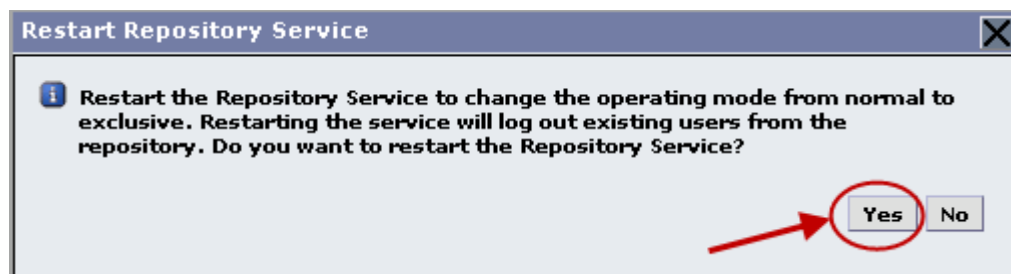 Restart Repository Service
Restart the Repository Service to change the operating mode from normal to
exclusive. Restarting the service will log out existing users from the
repository. Do you want to restart the Repository Service?
Yes No